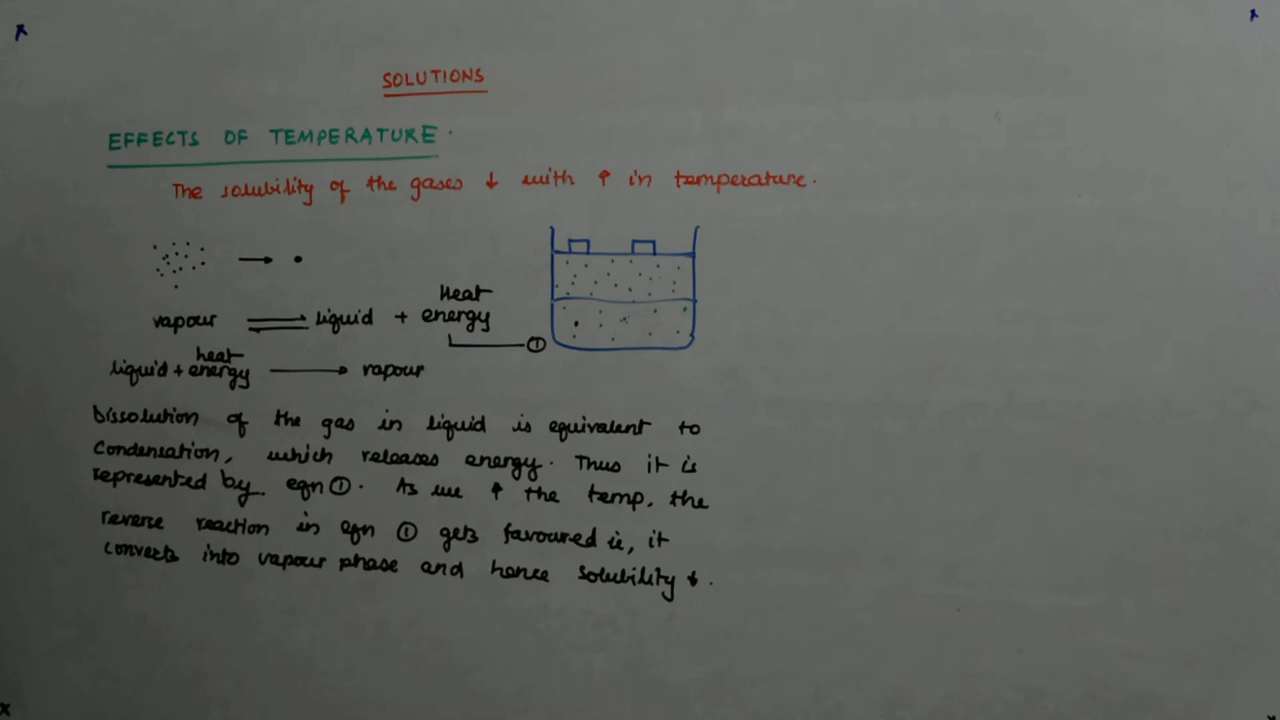 SOLUTIONS
EFFECTS OF TEMPERATURE.
The solubility of the gases ↓ with ↑ in temperature.
vapour ⇌ liquid + Heat energy
①
liquid + heat energy → vapour
Dissolution of the gas in liquid is equivalent to
Condensation, which releases energy. Thus it is
represented by eqn ①. As we ↑ the temp, the
reverse reaction in eqn ① gets favoured ie, it
converts into vapour phase and hence solubility ↓.